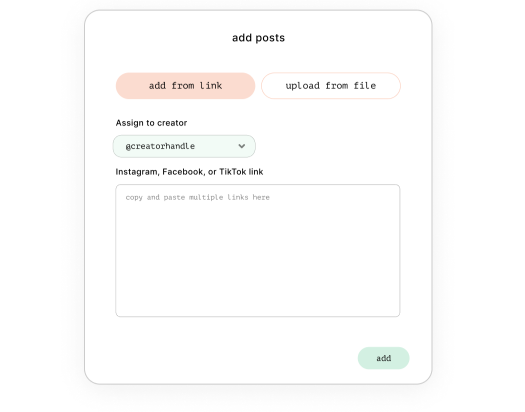 add posts
add from link
upload from file
Assign to creator
@creatorhandle
Instagram, Facebook, or TikTok link
copy and paste multiple links here
add